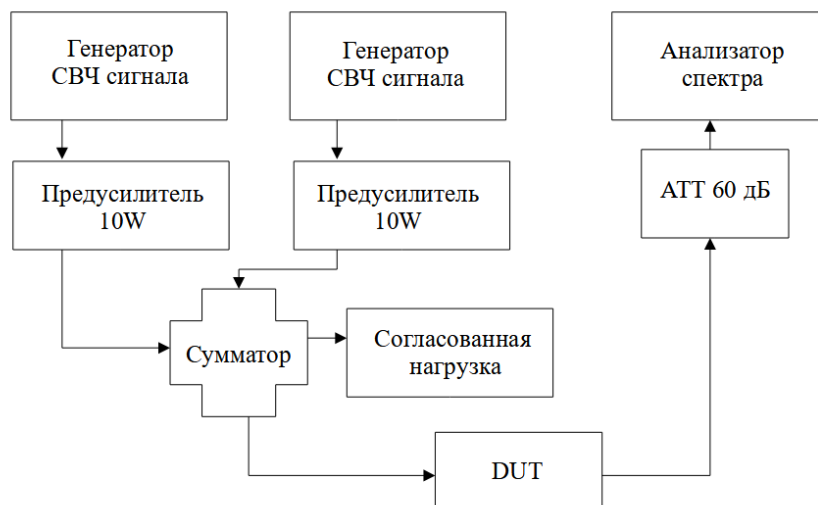 Генератор
СВЧ сигнала
Генератор
СВЧ сигнала
Анализатор
спектра
Предусилитель
10W
Предусилитель
10W
АТТ 60 дБ
Сумматор
Согласованная
нагрузка
DUT